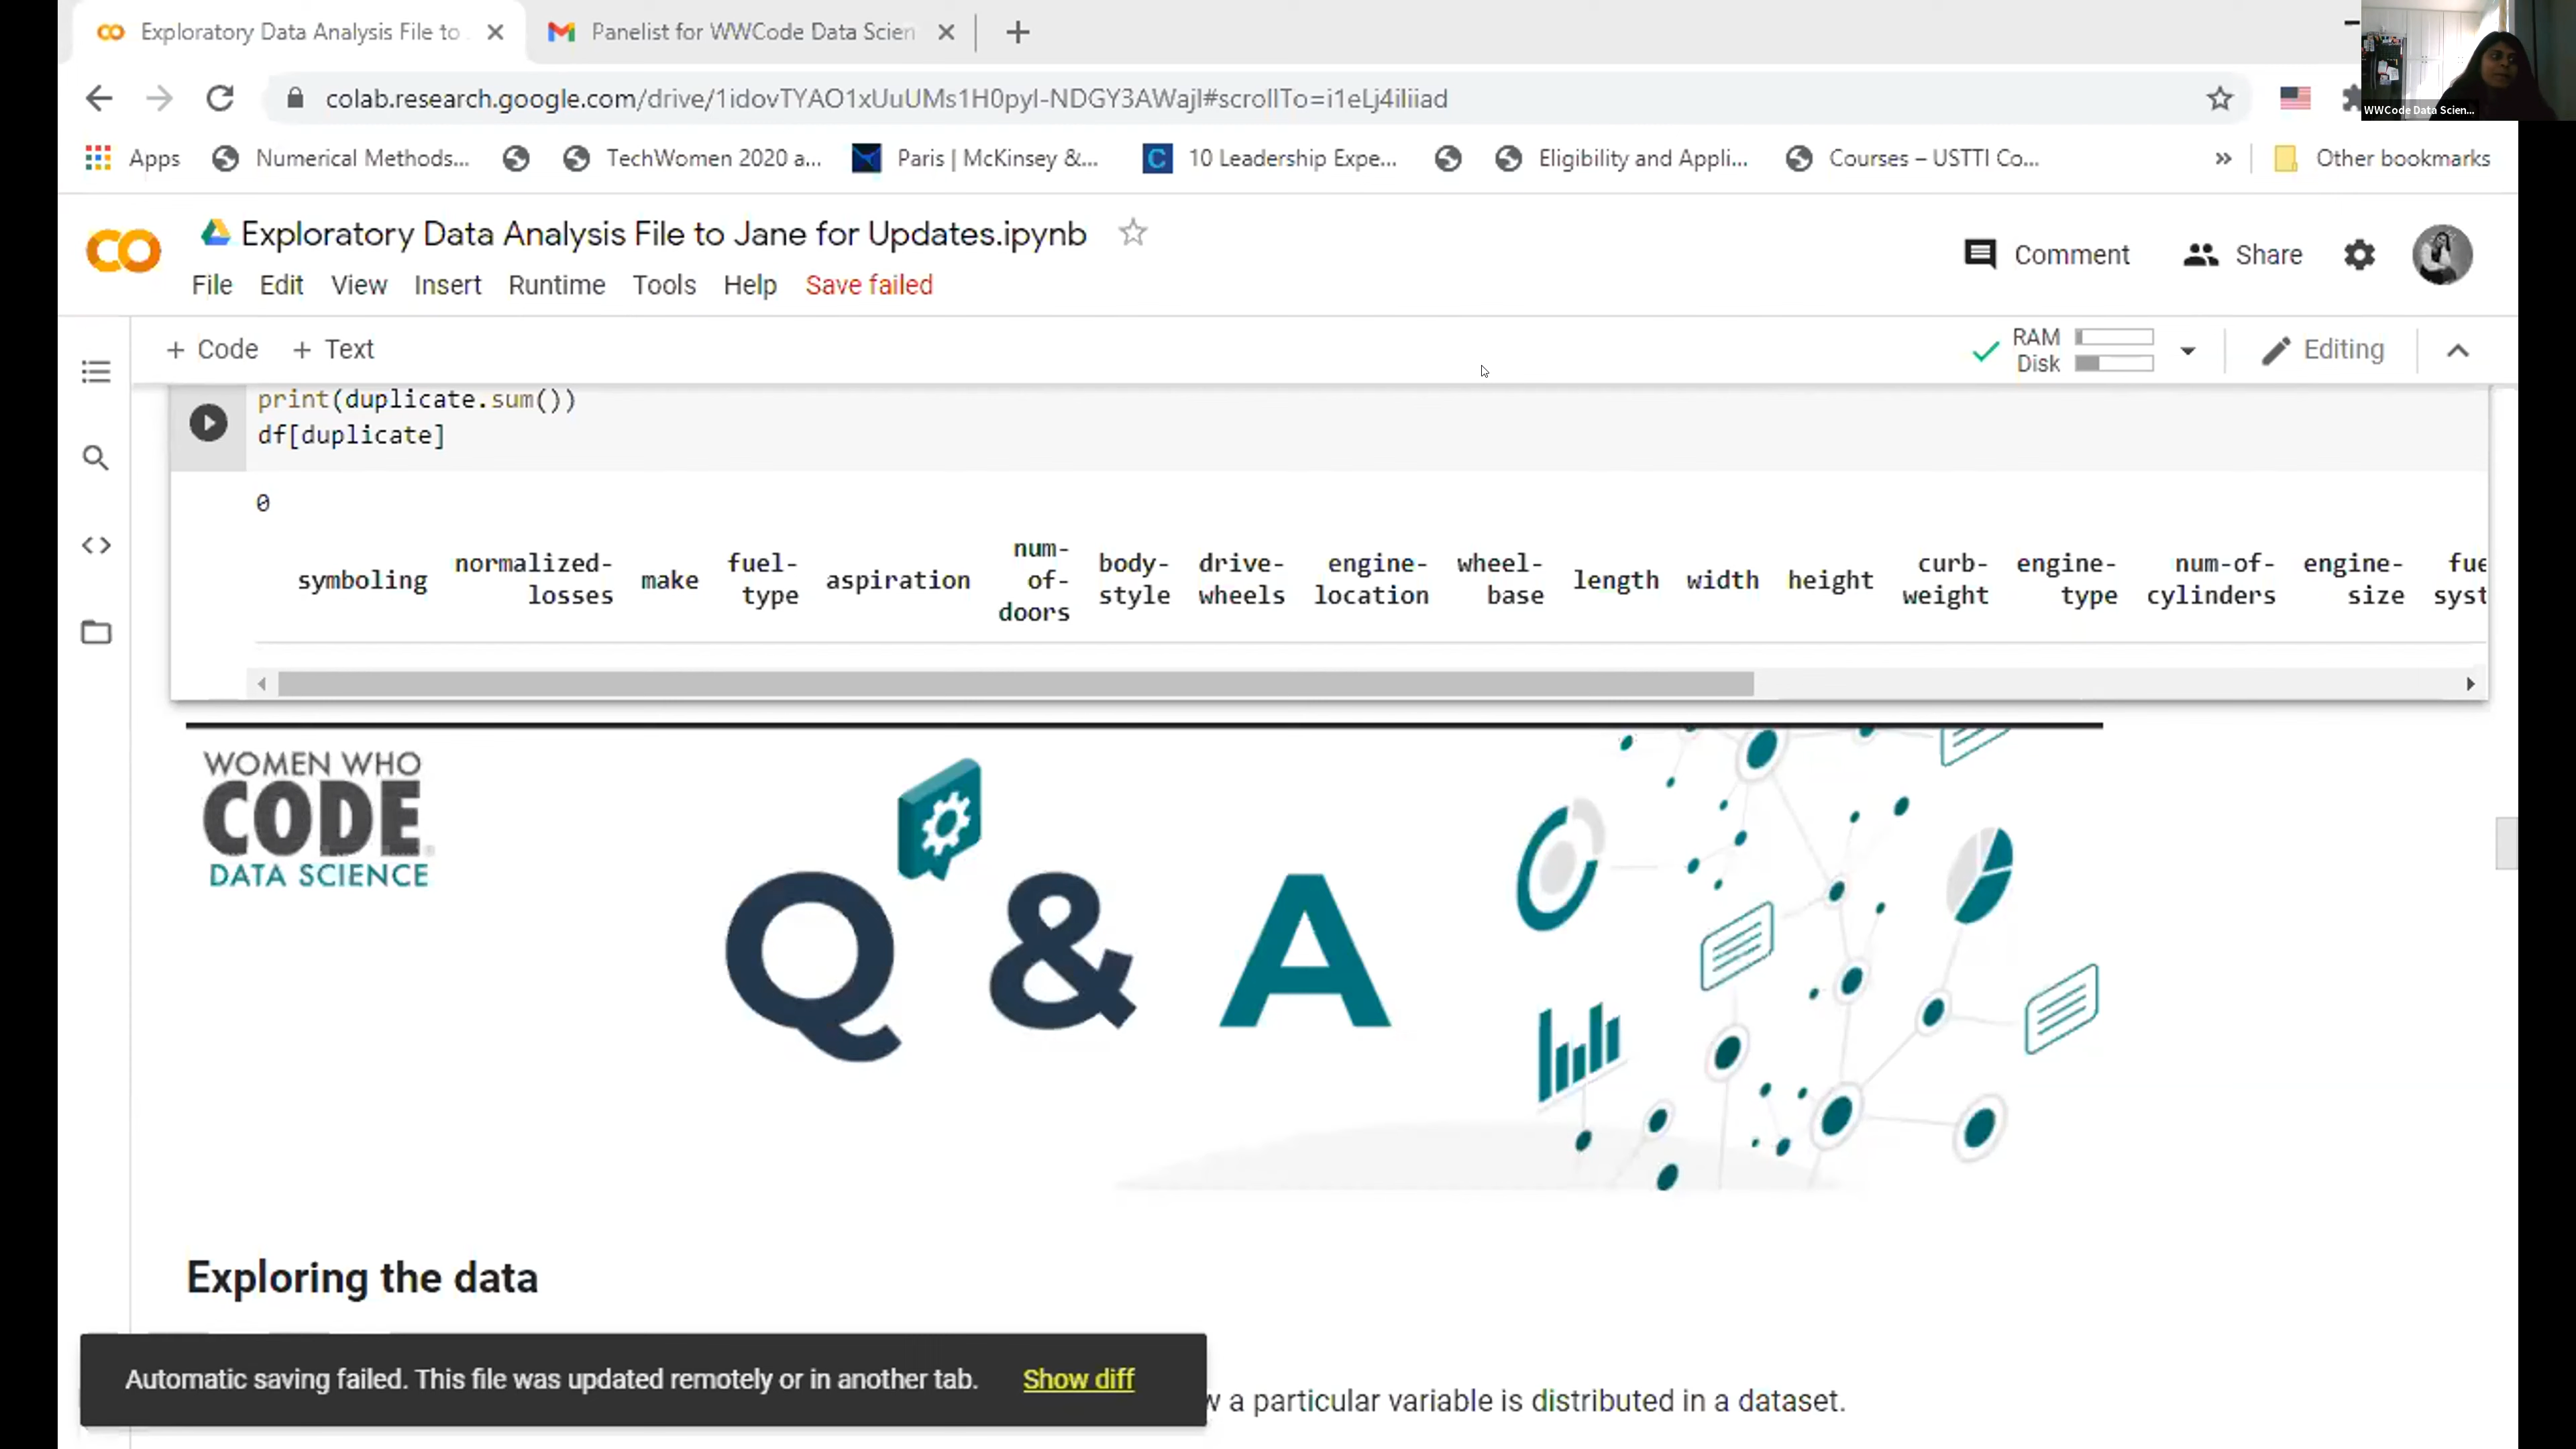 Exploratory Data Analysis File to
Panelist for WWCode Data Scien
colab.research.google.com/drive/1idovTYAO1xUuUMs1H0pyI-NDGY3AWajI#scrollTo=i1eLj4iIiiad
WWCode Data Scien...
Apps Numerical Methods... TechWomen 2020 a... Paris | McKinsey &... 10 Leadership Expe... Eligibility and Appli... Courses – USTTI Co... » Other bookmarks
Exploratory Data Analysis File to Jane for Updates.ipynb
File Edit View Insert Runtime Tools Help Save failed
Comment Share
+ Code + Text
RAM
Disk
Editing
print(duplicate.sum())
df[duplicate]
0
symboling normalized-losses make fuel-type aspiration num-of-doors body-style drive-wheels engine-location wheel-base length width height curb-weight engine-type num-of-cylinders engine-size fue syst
WOMEN WHO
CODE
DATA SCIENCE
Q & A
Exploring the data
Automatic saving failed. This file was updated remotely or in another tab. Show diff
w a particular variable is distributed in a dataset.